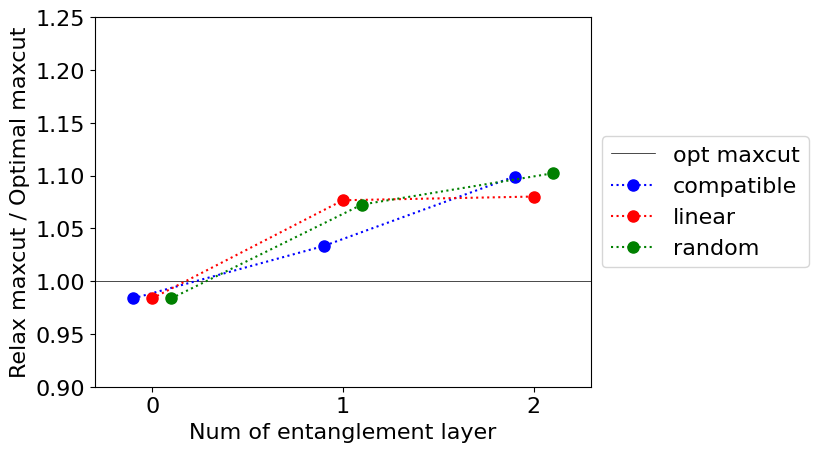 Relax maxcut / Optimal maxcut
1.25
1.20
1.15
1.10
1.05
1.00
0.95
0.90
0 1 2
Num of entanglement layer
opt maxcut
compatible
linear
random